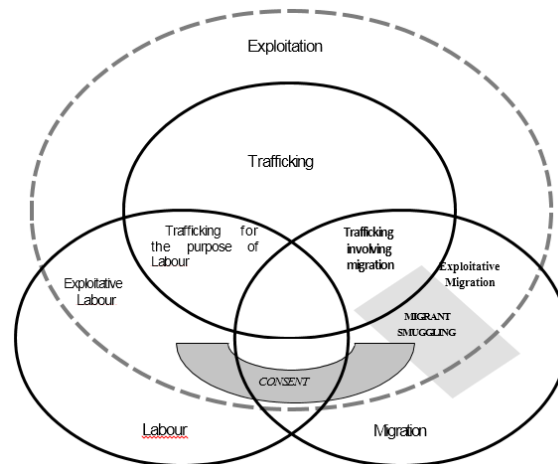 Exploitation
Trafficking
Trafficking for
the purpose of
Labour
Trafficking
involving
migration
Exploitative
Labour
Exploitative
Migration
MIGRANT
SMUGGLING
CONSENT
Labour
Migration